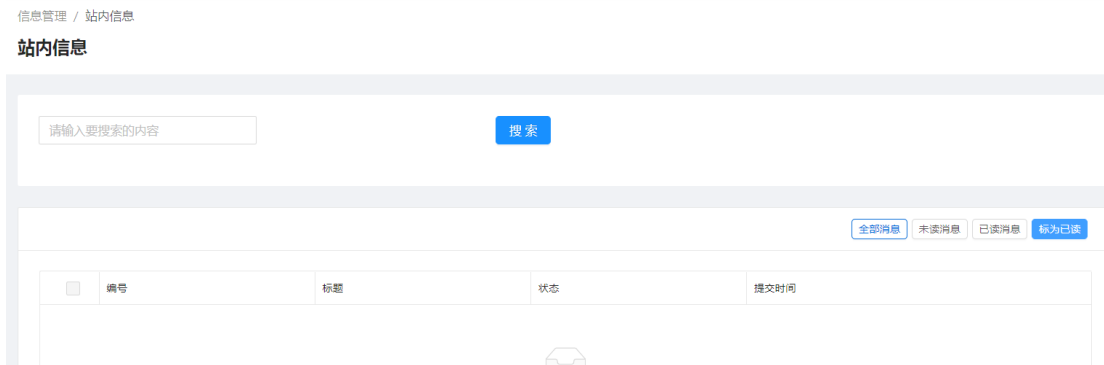 信息管理 / 站内信息
站内信息
请输入要搜索的内容 搜 索
全部消息 未读消息 已读消息 标为已读
编号 标题 状态 提交时间